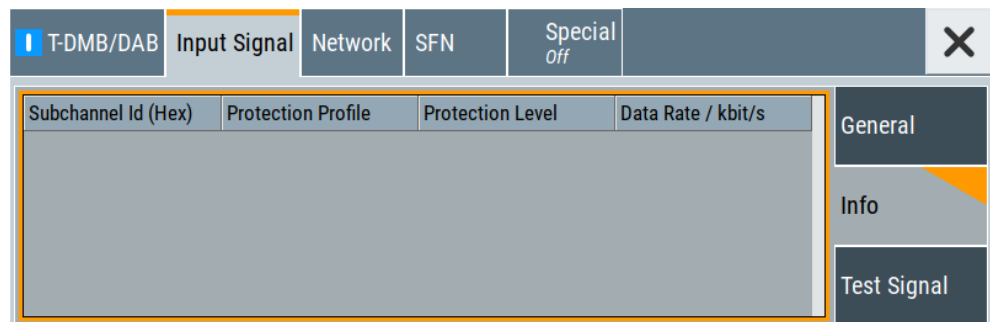 T-DMB/DAB Input Signal Network SFN Special
Off
Subchannel Id (Hex) Protection Profile Protection Level Data Rate / kbit/s
General
Info
Test Signal